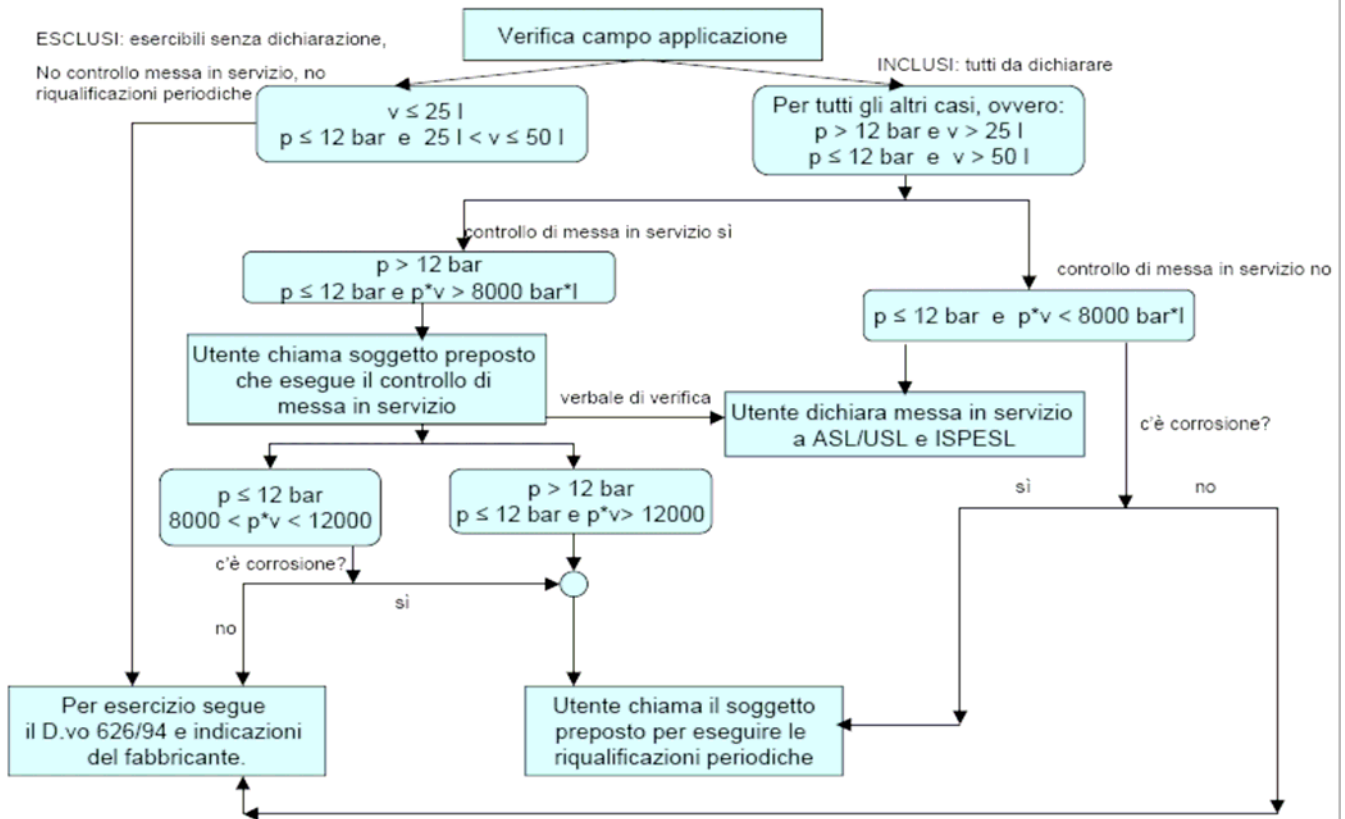 Verifica campo applicazione
ESCLUSI: esercibili senza dichiarazione,
No controllo messa in servizio, no
riqualificazioni periodiche
INCLUSI: tutti da dichiarare
v ≤ 25 l
p ≤ 12 bar e 25 l < v ≤ 50 l
Per tutti gli altri casi, ovvero:
p > 12 bar e v > 25 l
p ≤ 12 bar e v > 50 l
controllo di messa in servizio sì
p > 12 bar
p ≤ 12 bar e p*v > 8000 bar*l
controllo di messa in servizio no
p ≤ 12 bar e p*v < 8000 bar*l
Utente chiama soggetto preposto
che esegue il controllo di
messa in servizio
verbale di verifica
Utente dichiara messa in servizio
a ASL/USL e ISPESL
c'è corrosione?
sì
no
p ≤ 12 bar
8000 < p*v < 12000
p > 12 bar
p ≤ 12 bar e p*v> 12000
c'è corrosione?
sì
no
Per esercizio segue
il D.vo 626/94 e indicazioni
del fabbricante.
Utente chiama il soggetto
preposto per eseguire le
riqualificazioni periodiche